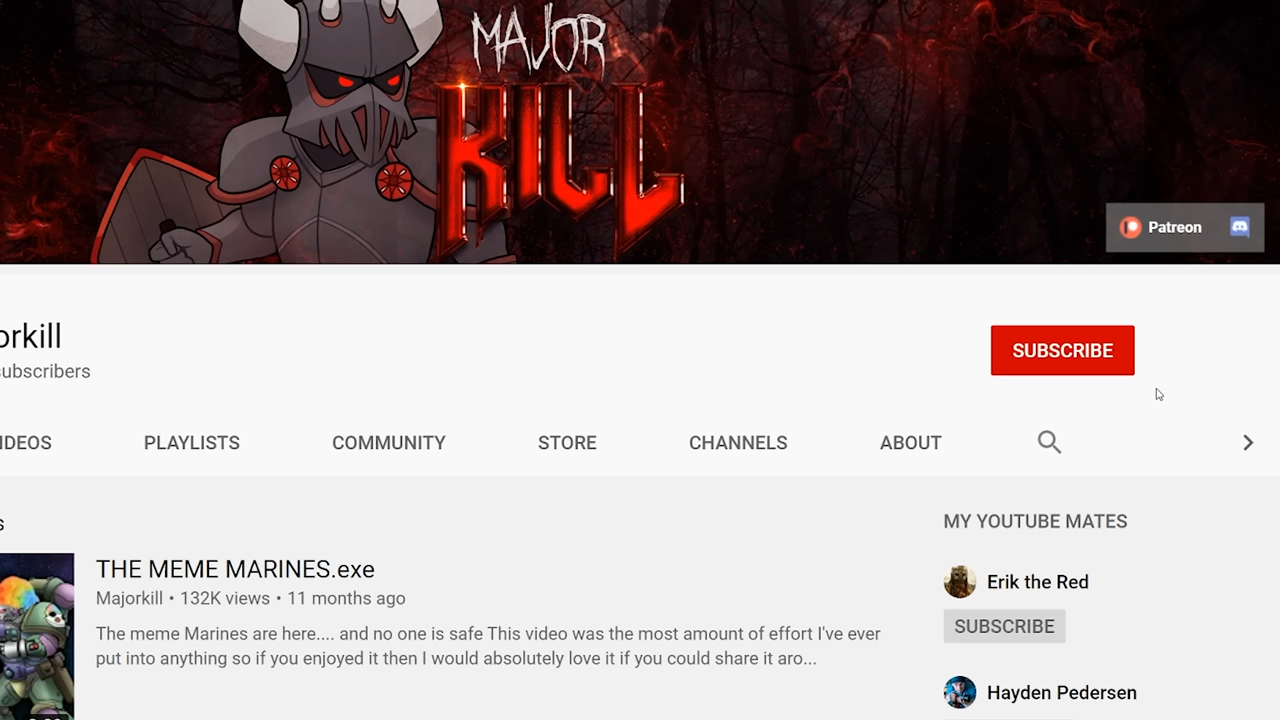 MAJOR
KILL
Patreon
orkill
subscribers
SUBSCRIBE
IDEOS
PLAYLISTS
COMMUNITY
STORE
CHANNELS
ABOUT
s
MY YOUTUBE MATES
THE MEME MARINES.exe
Majorkill • 132K views • 11 months ago
The meme Marines are here.... and no one is safe This video was the most amount of effort I've ever
put into anything so if you enjoyed it then I would absolutely love it if you could share it aro...
Erik the Red
SUBSCRIBE
Hayden Pedersen